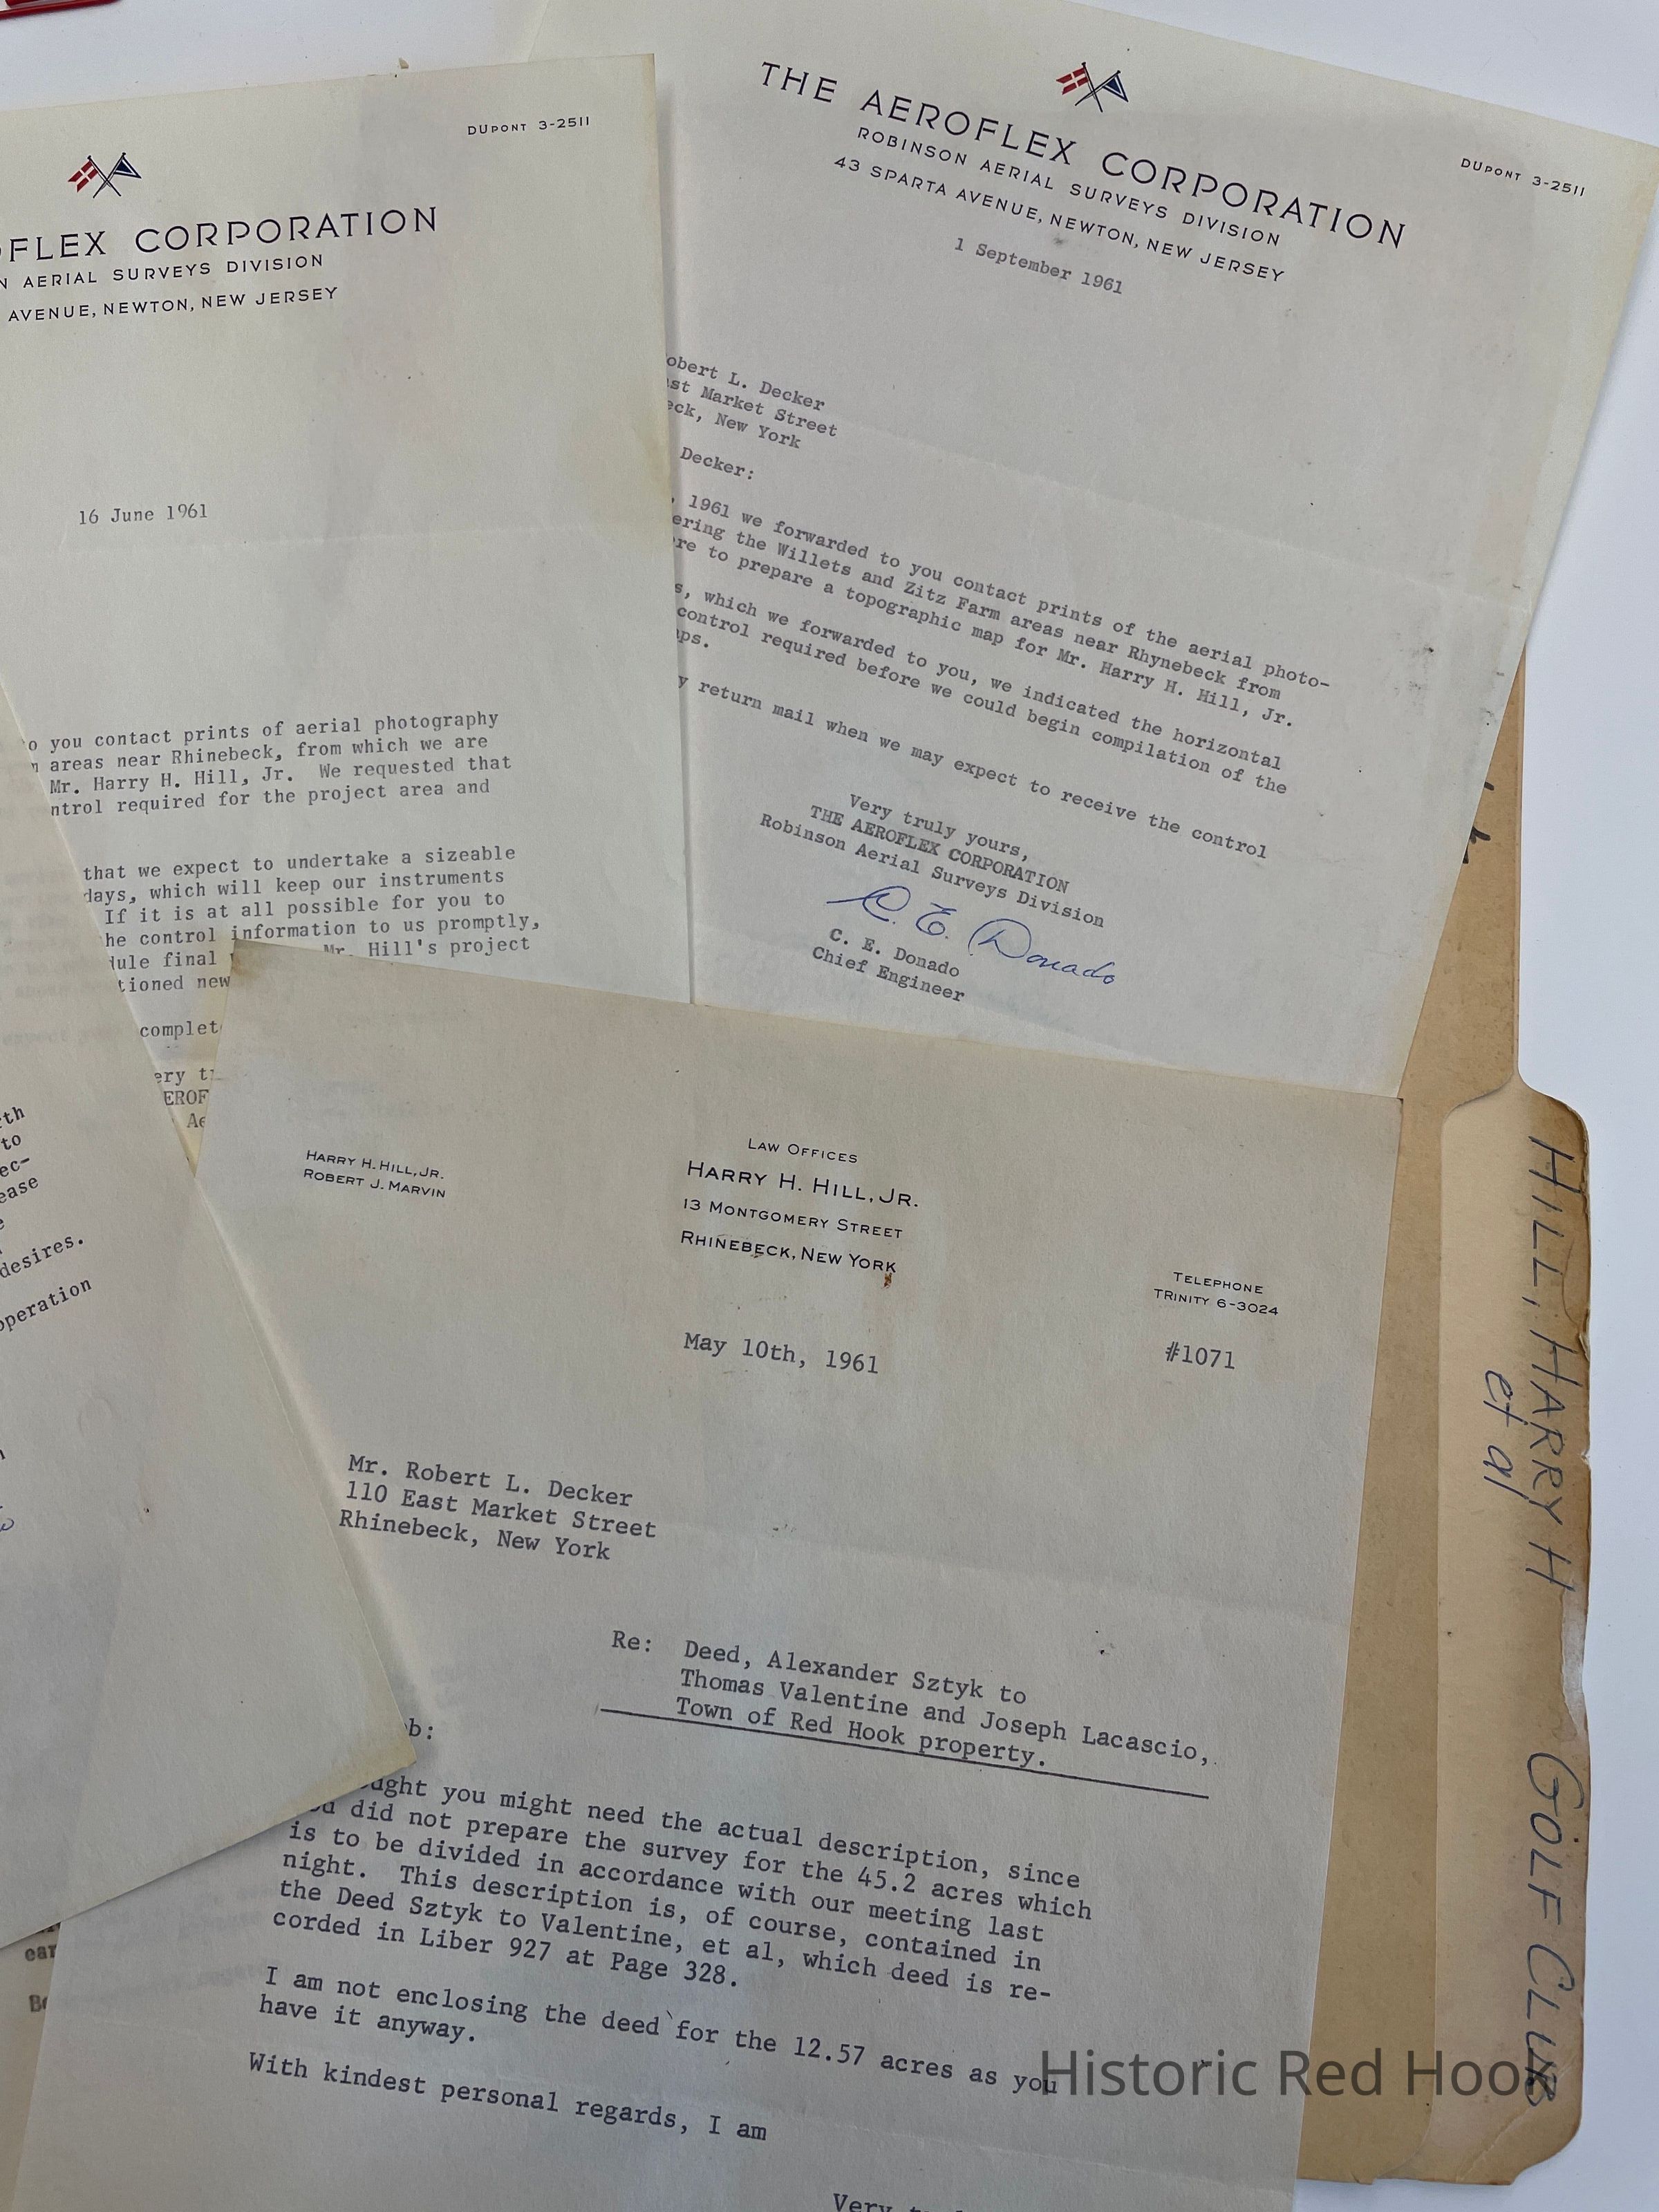 DUPONT 3-2511
FLEX CORPORATION
AERIAL SURVEYS DIVISION
AVENUE, NEWTON, NEW JERSEY
16 June 1961
you contact prints of aerial photography
areas near Rhinebeck, from which we are
Mr. Harry H. Hill, Jr. We requested that
ntrol required for the project area and
that we expect to undertake a sizeable
days, which will keep our instruments
If it is at all possible for you to
he control information to us promptly,
dule final Mr. Hill's project
tioned new
complet
ery
EROF
Ae
THE AEROFLEX CORPORATION
ROBINSON AERIAL SURVEYS DIVISION
43 SPARTA AVENUE, NEWTON, NEW JERSEY
DUPONT 3-2511
1 September 1961
obert L. Decker
st Market Street
eck, New York
Decker:
, 1961 we forwarded to you contact prints of the aerial photo-
ering the Willets and Zitz Farm areas near Rhynebeck from
re to prepare a topographic map for Mr. Harry H. Hill, Jr.
s, which we forwarded to you, we indicated the horizontal
control required before we could begin compilation of the
ps.
y return mail when we may expect to receive the control
Very truly yours,
THE AEROFLEX CORPORATION
Robinson Aerial Surveys Division
C. E. Donado
C. E. Donado
Chief Engineer
rth
to
ec-
ease
desires.
operation
ear
HARRY H. HILL, JR.
ROBERT J. MARVIN
LAW OFFICES
HARRY H. HILL, JR.
13 MONTGOMERY STREET
RHINEBECK, NEW YORK
TELEPHONE
TRINITY 6-3024
May 10th, 1961
#1071
Mr. Robert L. Decker
110 East Market Street
Rhinebeck, New York
Re: Deed, Alexander Sztyk to
Thomas Valentine and Joseph Lacascio,
Town of Red Hook property.
b:
ught you might need the actual description, since
did not prepare the survey for the 45.2 acres which
is to be divided in accordance with our meeting last
night. This description is, of course, contained in
the Deed Sztyk to Valentine, et al, which deed is re-
corded in Liber 927 at Page 328.
I am not enclosing the deed for the 12.57 acres as you
have it anyway.
With kindest personal regards, I am
Very
HILL, HARRY H GOLF CLUB
et al
Historic Red Hook